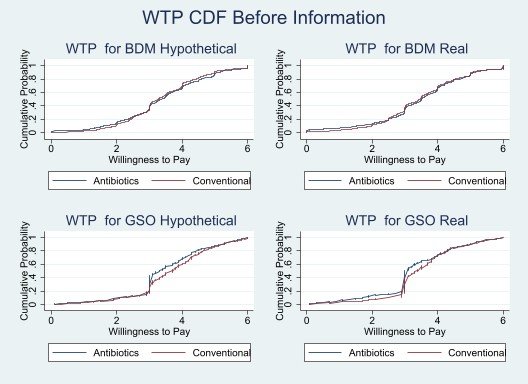 WTP CDF Before Information
WTP for BDM Hypothetical
Cumulative Probability
0 .2 .4 .6 .8 1
0 2 4 6
Willingness to Pay
Antibiotics Conventional
WTP for BDM Real
Cumulative Probability
0 .2 .4 .6 .8 1
0 2 4 6
Willingness to Pay
Antibiotics Conventional
WTP for GSO Hypothetical
Cumulative Probability
0 .2 .4 .6 .8 1
0 2 4 6
Willingness to Pay
Antibiotics Conventional
WTP for GSO Real
Cumulative Probability
0 .2 .4 .6 .8 1
0 2 4 6
Willingness to Pay
Antibiotics Conventional